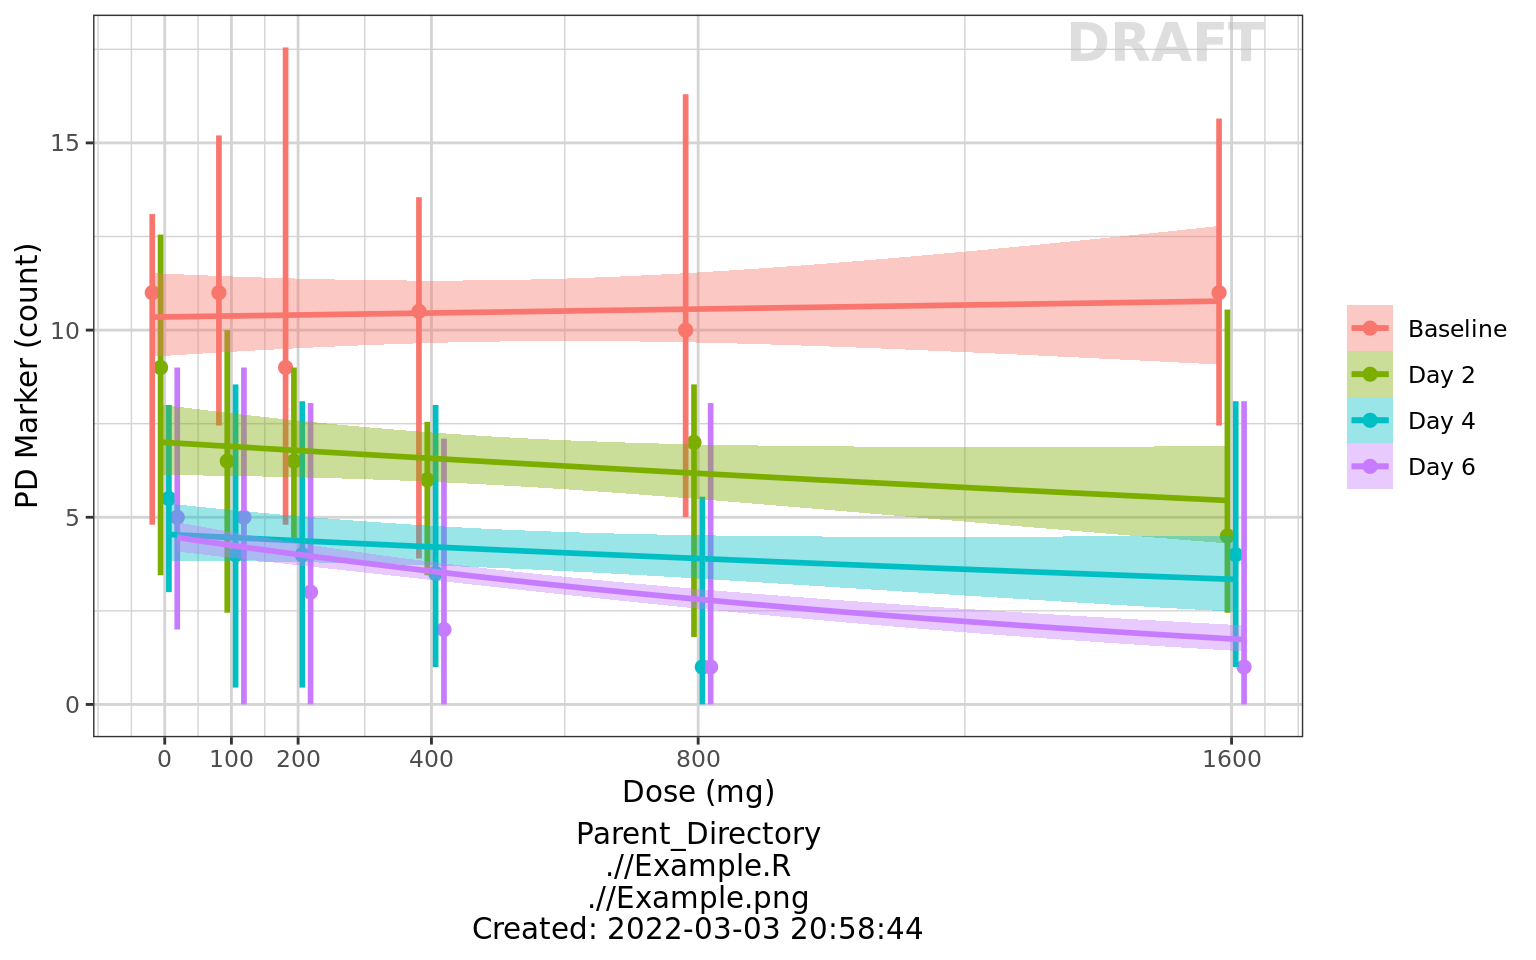 DRAFT
PD Marker (count)
15
10
5
0
0 100 200 400 800 1600
Dose (mg)
Baseline
Day 2
Day 4
Day 6
Parent_Directory
.//Example.R
.//Example.png
Created: 2022-03-03 20:58:44